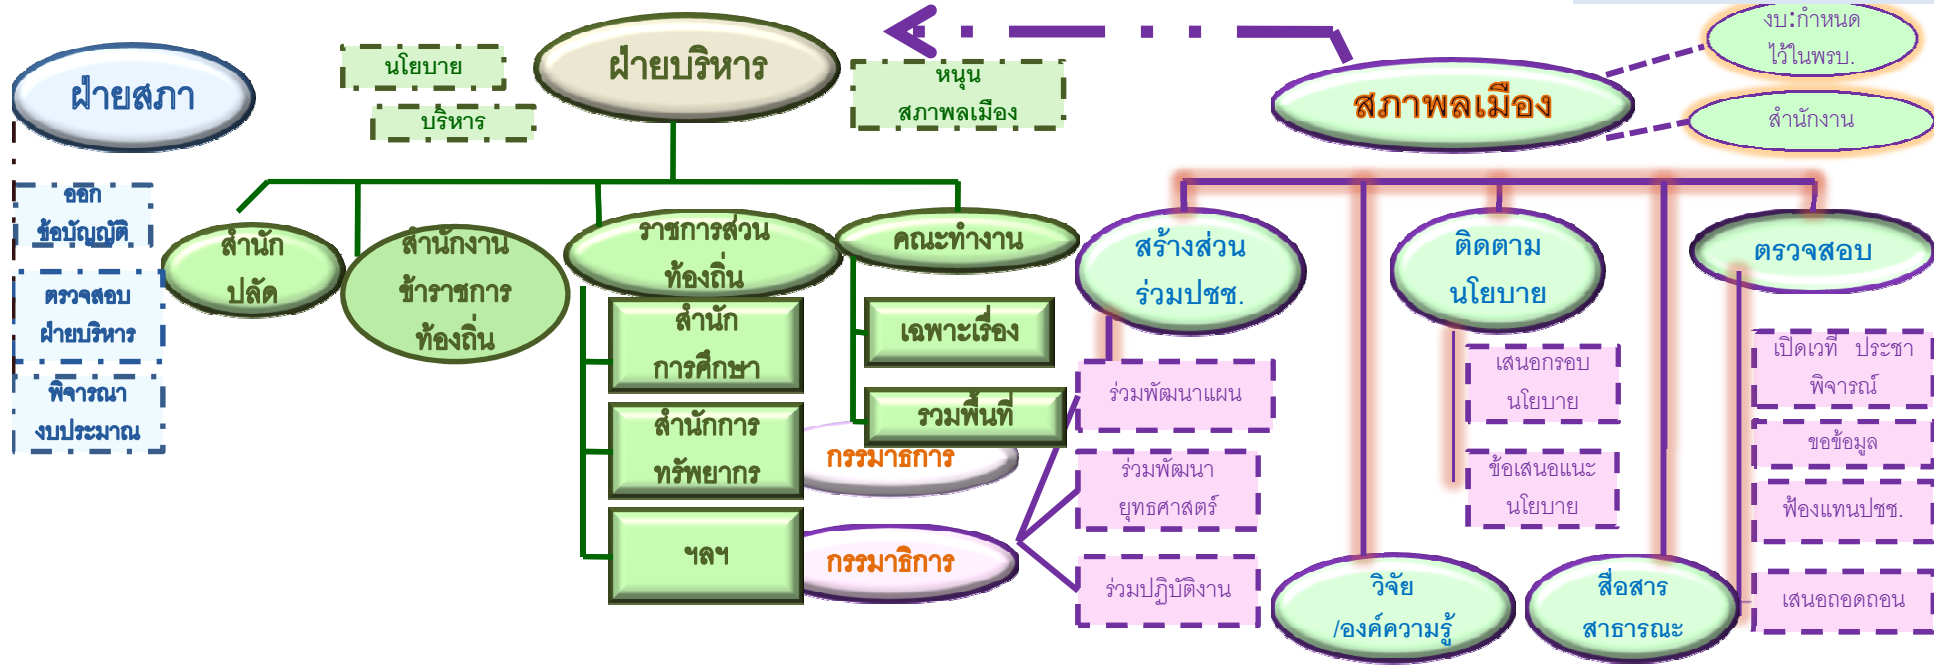 ฝ่ายสภา
ออก
ข้อบัญญัติ
ตรวจสอบ
ฝ่ายบริหาร
พิจารณา
งบประมาณ
นโยบาย
บริหาร
ฝ่ายบริหาร
หนุน
สภาพลเมือง
สำนัก
ปลัด
สำนักงาน
ข้าราชการ
ท้องถิ่น
ราชการส่วน
ท้องถิ่น
สำนัก
การศึกษา
สำนักการ
ทรัพยากร
ฯลฯ
คณะทำงาน
เฉพาะเรื่อง
รวมพื้นที่
กรรมาธิการ
กรรมาธิการ
สภาพลเมือง
งบ:กำหนด
ไว้ในพรบ.
สำนักงาน
สร้างส่วน
ร่วมปชช.
ร่วมพัฒนาแผน
ร่วมพัฒนา
ยุทธศาสตร์
ร่วมปฏิบัติงาน
วิจัย
/องค์ความรู้
ติดตาม
นโยบาย
เสนอกรอบ
นโยบาย
ข้อเสนอแนะ
นโยบาย
สื่อสาร
สาธารณะ
ตรวจสอบ
เปิดเวที ประชา
พิจารณ์
ขอข้อมูล
ฟ้องแทนปชช.
เสนอถอดถอน